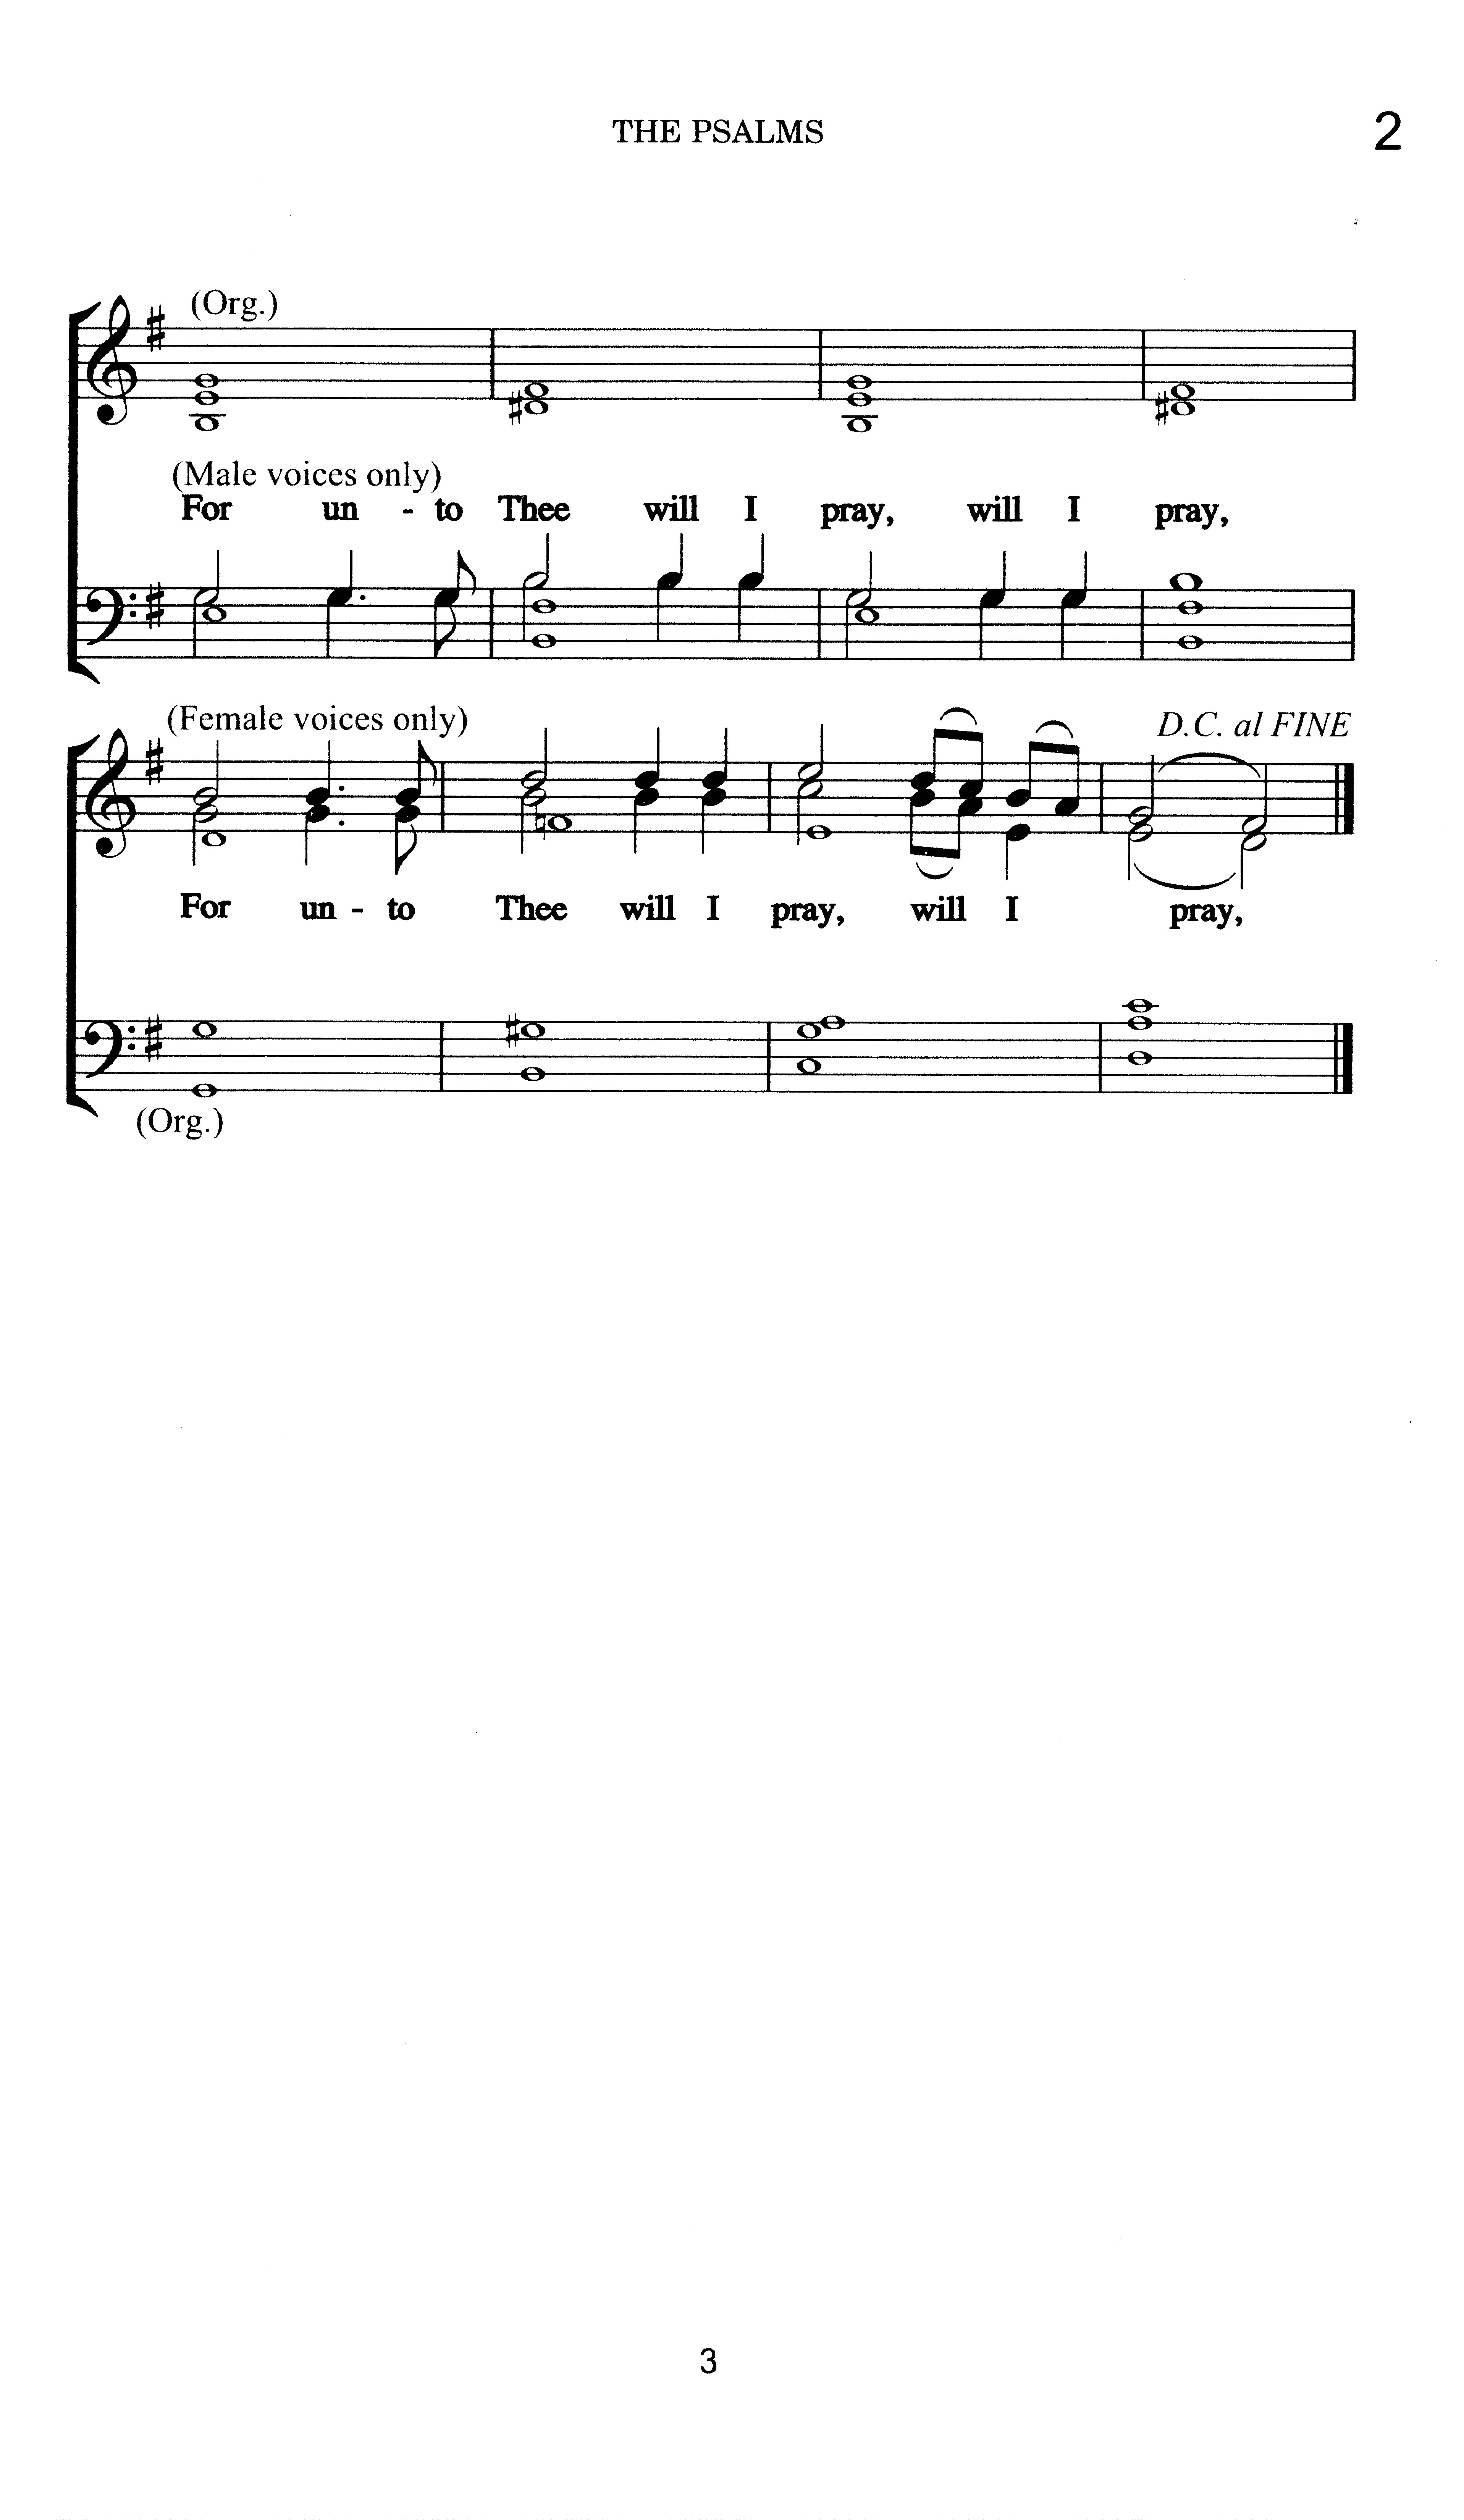 THE PSALMS 2
(Org.)
(Male voices only)
For un - to Thee will I pray, will I pray,
(Female voices only) D.C. al FINE
For un - to Thee will I pray, will I pray,
(Org.)
3